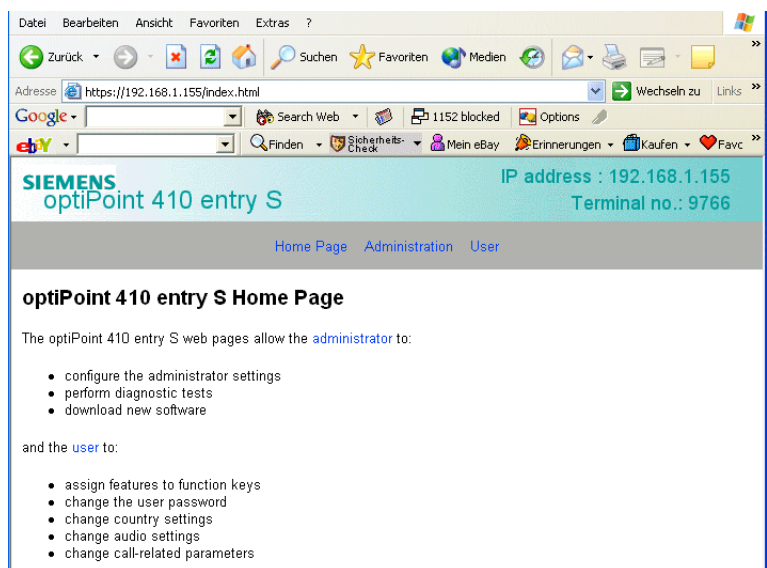 Datei Bearbeiten Ansicht Favoriten Extras ?
Zurück Suchen Favoriten Medien »
Adresse https://192.168.1.155/index.html Wechseln zu Links »
Google Search Web 1152 blocked Options
ebY Finden Sicherheits-Check Mein eBay Erinnerungen Kaufen Favc »
SIEMENS
optiPoint 410 entry S
IP address : 192.168.1.155
Terminal no.: 9766
Home Page Administration User
optiPoint 410 entry S Home Page
The optiPoint 410 entry S web pages allow the administrator to:
• configure the administrator settings
• perform diagnostic tests
• download new software
and the user to:
• assign features to function keys
• change the user password
• change country settings
• change audio settings
• change call-related parameters